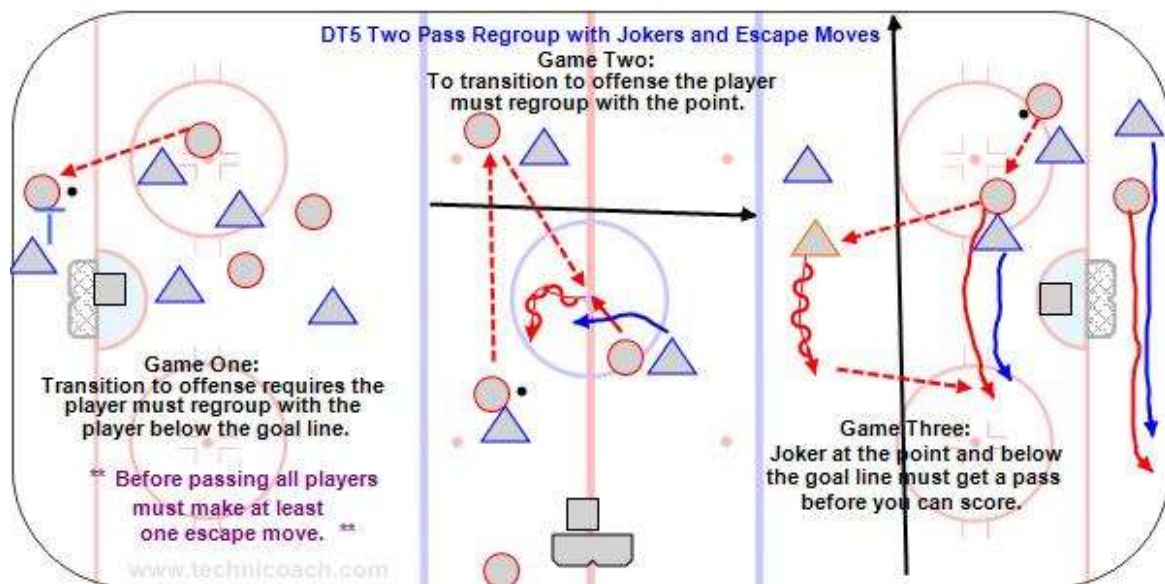 DT5 Two Pass Regroup with Jokers and Escape Moves
Game Two:
To transition to offense the player
must regroup with the point.
Game One:
Transition to offense requires the
player must regroup with the
player below the goal line.
** Before passing all players
must make at least
one escape move. **
Game Three:
Joker at the point and below
the goal line must get a pass
before you can score.
www.technicoach.com